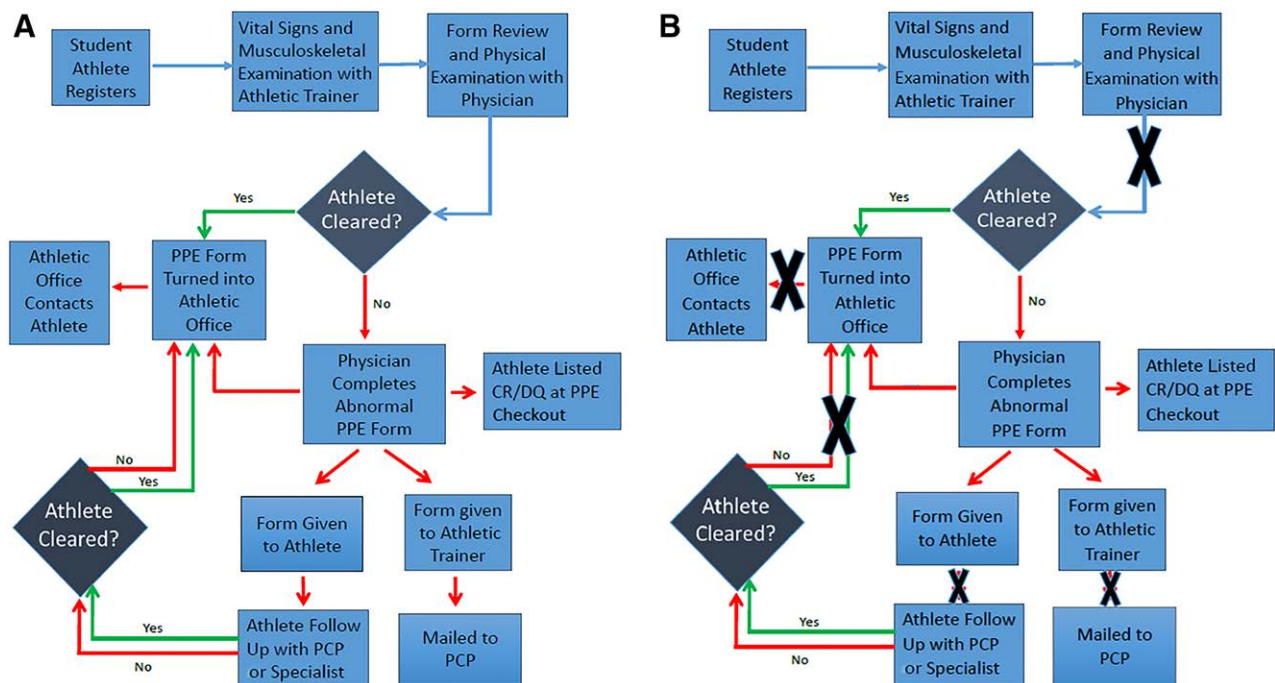 A
Student
Athlete
Registers
Vital Signs and
Musculoskeletal
Examination with
Athletic Trainer
Form Review
and Physical
Examination with
Physician
Athlete
Cleared?
Yes
No
Athletic
Office
Contacts
Athlete
PPE Form
Turned into
Athletic
Office
Physician
Completes
Abnormal
PPE Form
Athlete Listed
CR/DQ at PPE
Checkout
No
Yes
Athlete
Cleared?
Form Given
to Athlete
Form given
to Athletic
Trainer
Yes
No
Athlete Follow
Up with PCP
or Specialist
Mailed to
PCP
B
Student
Athlete
Registers
Vital Signs and
Musculoskeletal
Examination with
Athletic Trainer
Form Review
and Physical
Examination with
Physician
Athlete
Cleared?
Yes
No
Athletic
Office
Contacts
Athlete
PPE Form
Turned into
Athletic
Office
Physician
Completes
Abnormal
PPE Form
Athlete Listed
CR/DQ at PPE
Checkout
No
Yes
Athlete
Cleared?
Form Given
to Athlete
Form given
to Athletic
Trainer
Yes
No
Athlete Follow
Up with PCP
or Specialist
Mailed to
PCP